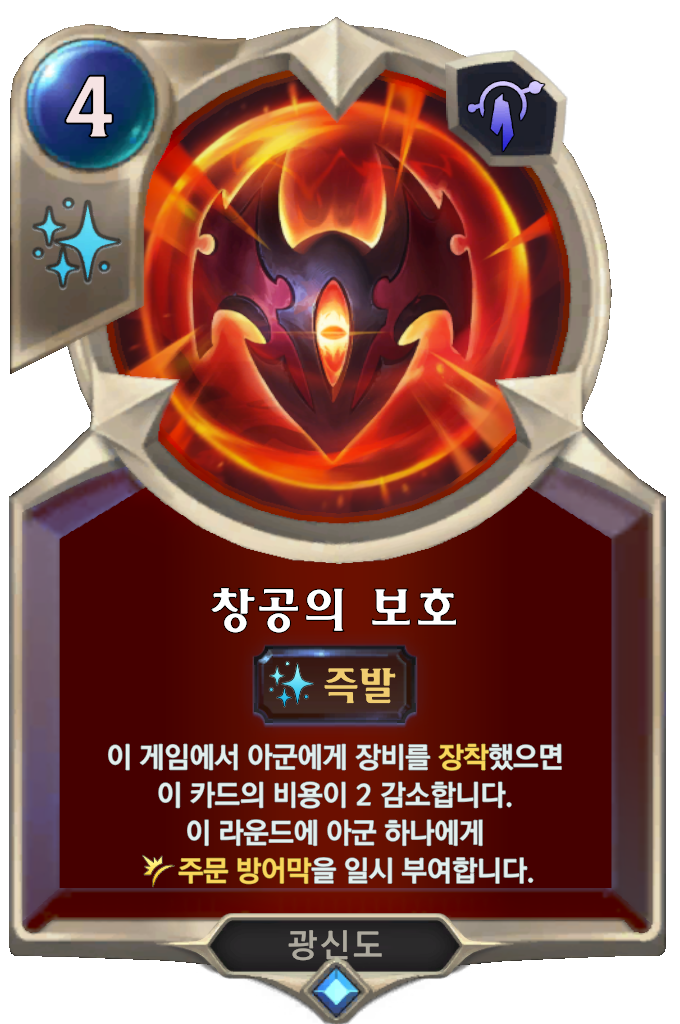 4
창공의 보호
즉발
이 게임에서 아군에게 장비를 장착했으면
이 카드의 비용이 2 감소합니다.
이 라운드에 아군 하나에게
주문 방어막을 일시 부여합니다.
광신도